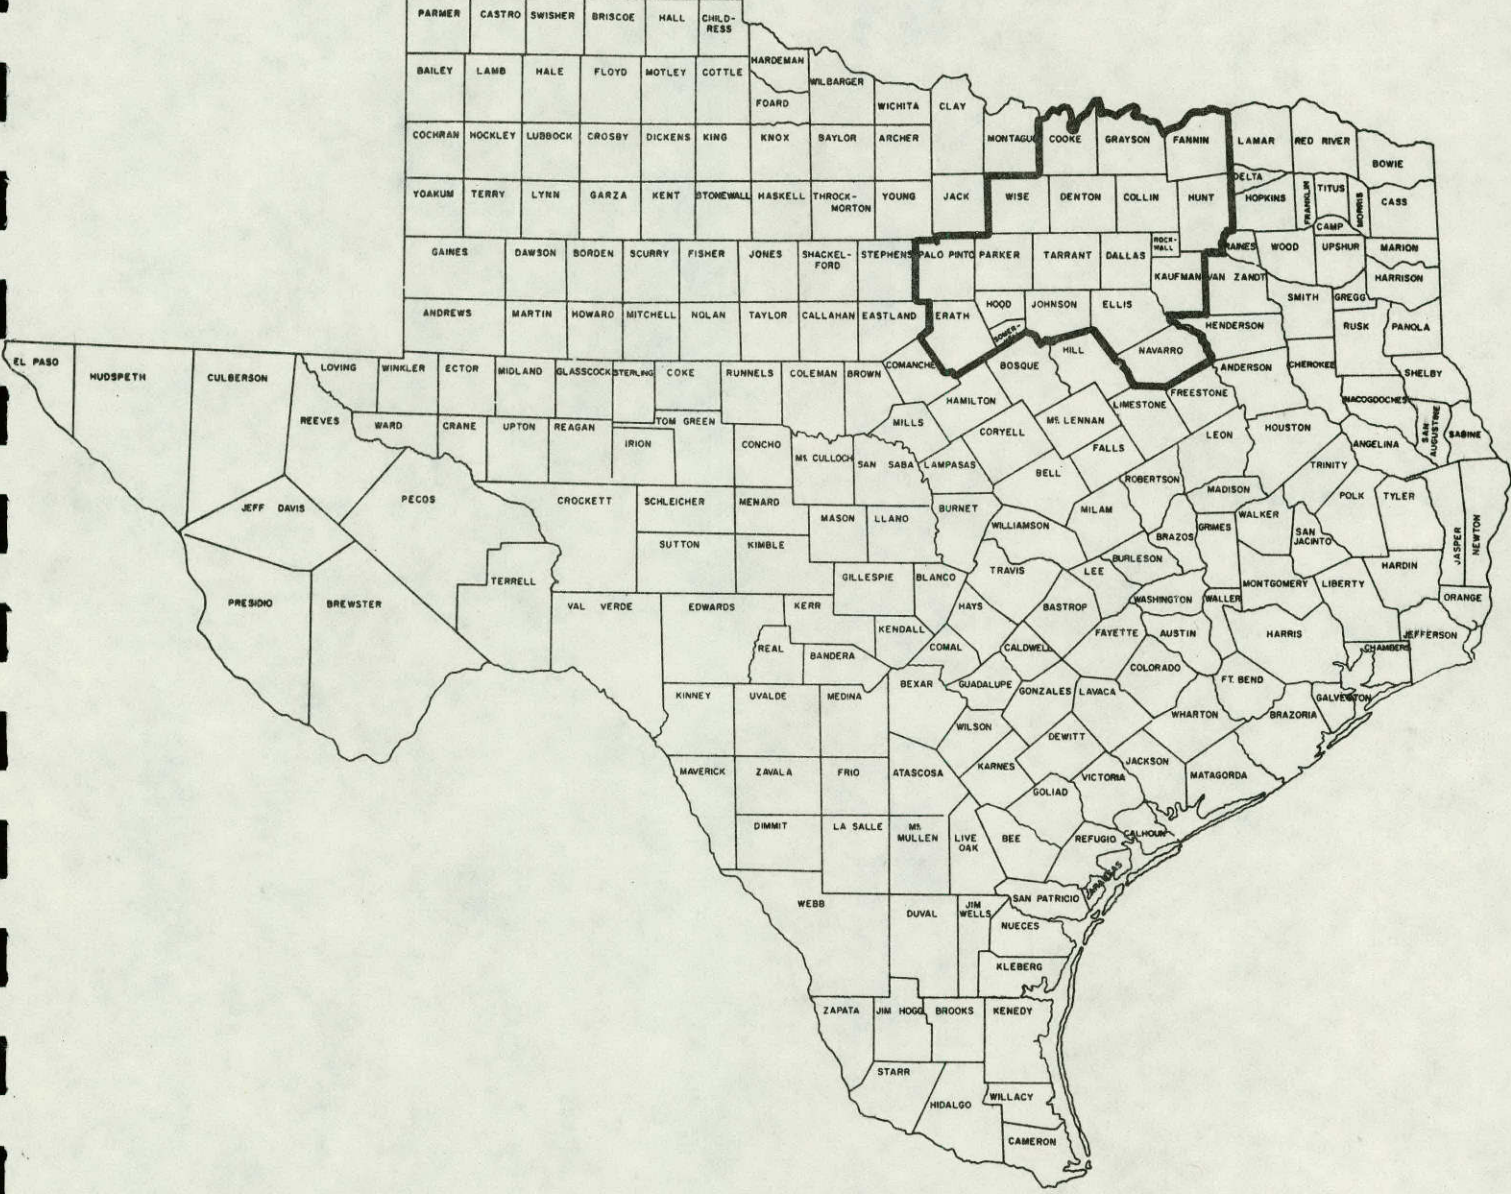 PARMER CASTRO SWISHER BRISCOE HALL CHILD-
RESS
HARDEMAN
BAILEY LAMB HALE FLOYD MOTLEY COTTLE
WILBARGER
FOARD WICHITA CLAY
COCHRAN HOCKLEY LUBBOCK CROSBY DICKENS KING KNOX BAYLOR ARCHER MONTAGUE COOKE GRAYSON FANNIN LAMAR RED RIVER
BOWIE
DELTA
YOAKUM TERRY LYNN GARZA KENT STONEWALL HASKELL THROCK-
MORTON YOUNG JACK WISE DENTON COLLIN HUNT HOPKINS FRANKLIN TITUS MORRIS CASS
CAMP
GAINES DAWSON BORDEN SCURRY FISHER JONES SHACKEL-
FORD STEPHENS PALO PINTO PARKER TARRANT DALLAS ROCK-
WALL RAINES WOOD UPSHUR MARION
KAUFMAN VAN ZANDT HARRISON
SMITH GREGG
ANDREWS MARTIN HOWARD MITCHELL NOLAN TAYLOR CALLAHAN EASTLAND ERATH HOOD JOHNSON ELLIS
SOMER-
HENDERSON RUSK PANOLA
EL PASO HUDSPETH CULBERSON LOVING WINKLER ECTOR MIDLAND GLASSCOCK STERLING COKE RUNNELS COLEMAN BROWN COMANCHE BOSQUE HILL NAVARRO ANDERSON CHEROKEE SHELBY
REEVES WARD CRANE UPTON REAGAN TOM GREEN
IRION CONCHO MILLS HAMILTON LIMESTONE FREESTONE NACOGDOCHES
SAN
AUGUSTINE SABINE
CORYELL Mc LENNAN LEON HOUSTON ANGELINA
FALLS
Mc CULLOCH SAN SABA LAMPASAS BELL ROBERTSON TRINITY
JEFF DAVIS PECOS CROCKETT SCHLEICHER MENARD
MADISON POLK TYLER
MASON LLANO BURNET WILLIAMSON MILAM BRAZOS GRIMES WALKER SAN
JACINTO JASPER NEWTON
SUTTON KIMBLE
TERRELL GILLESPIE BLANCO TRAVIS LEE BURLESON MONTGOMERY LIBERTY HARDIN
PRESIDIO BREWSTER VAL VERDE EDWARDS KERR HAYS BASTROP WASHINGTON WALLER ORANGE
KENDALL FAYETTE AUSTIN HARRIS JEFFERSON
REAL BANDERA COMAL CALDWELL CHAMBERS
COLORADO
KINNEY UVALDE MEDINA BEXAR GUADALUPE GONZALES LAVACA FT. BEND GALVESTON
WHARTON BRAZORIA
WILSON DEWITT
MAVERICK ZAVALA FRIO ATASCOSA KARNES JACKSON
VICTORIA MATAGORDA
GOLIAD
DIMMIT LA SALLE Mc
MULLEN LIVE
OAK BEE REFUGIO CALHOUN
ARANSAS
WEBB DUVAL JIM
WELLS SAN PATRICIO
NUECES
KLEBERG
ZAPATA JIM HOGG BROOKS KENEDY
STARR
HIDALGO WILLACY
CAMERON